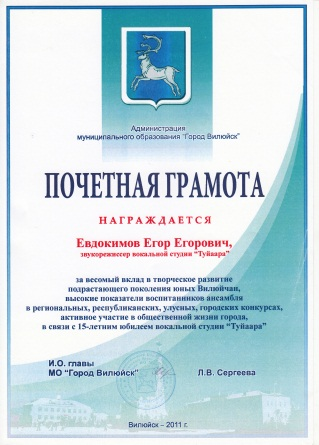 Администрация
муниципального образования "Город Вилюйск"
ПОЧЕТНАЯ ГРАМОТА
НАГРАЖДАЕТСЯ
Евдокимов Егор Егорович,
звукорежиссер вокальной студии "Туйаара"
за весомый вклад в творческое развитие
подрастающего поколения юных Вилюйчан,
высокие показатели воспитанников ансамбля
в региональных, республиканских, улусных, городских конкурсах,
активное участие в общественной жизни города,
в связи с 15-летним юбилеем вокальной студии "Туйаара"
И.О. главы
МО "Город Вилюйск"
Л.В. Сергеева
Вилюйск – 2011 г.